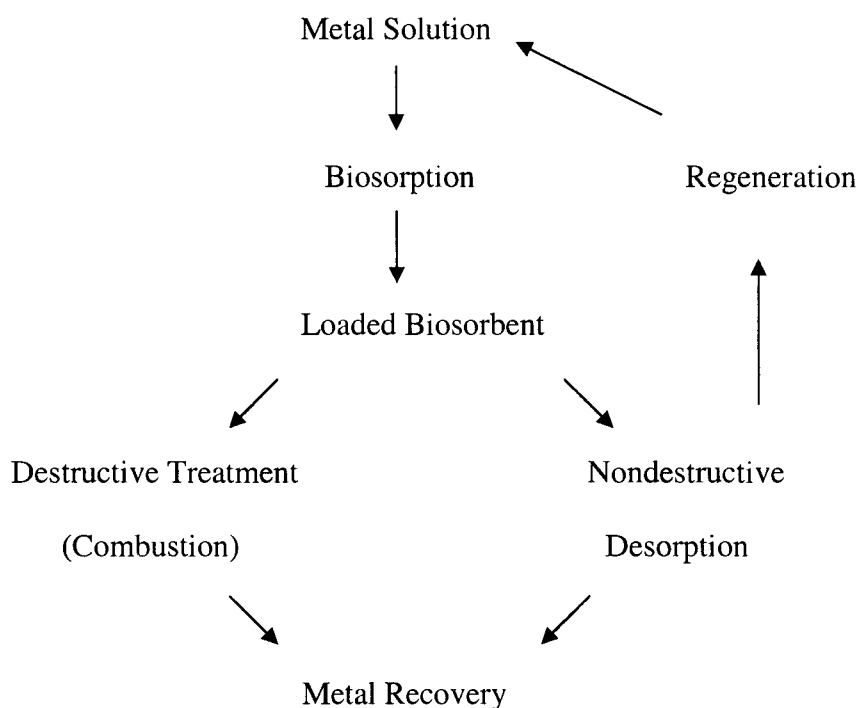 Metal Solution
Biosorption
Regeneration
Loaded Biosorbent
Destructive Treatment
Nondestructive
(Combustion)
Desorption
Metal Recovery